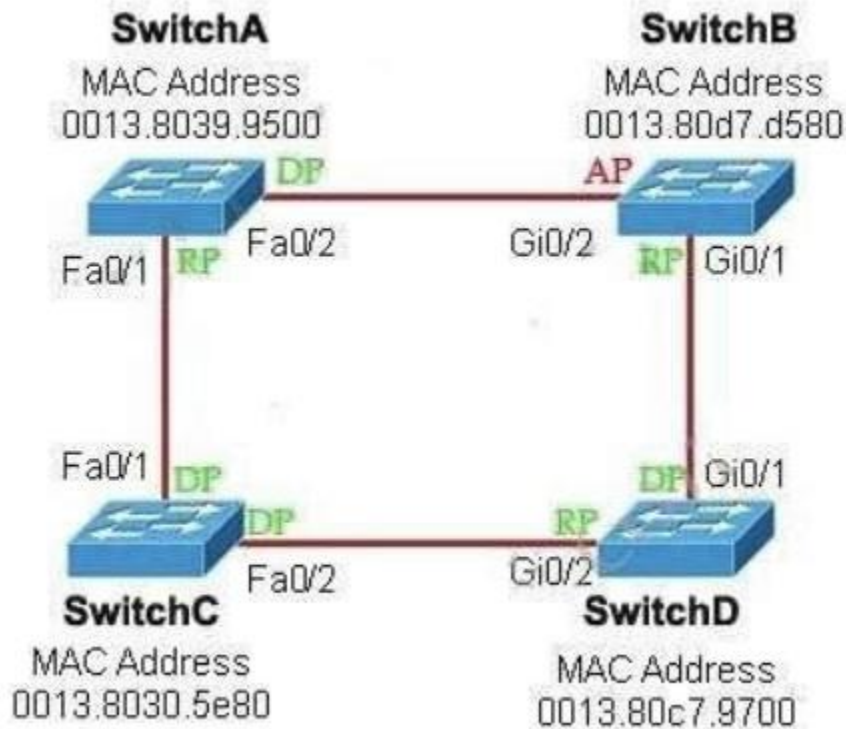 SwitchA
MAC Address
0013.8039.9500
SwitchB
MAC Address
0013.80d7.d580
DP
AP
Fa0/1
RP
Fa0/2
Gi0/2
RP
Gi0/1
Fa0/1
DP
DP
Gi0/1
DP
Fa0/2
RP
Gi0/2
SwitchC
MAC Address
0013.8030.5e80
SwitchD
MAC Address
0013.80c7.9700